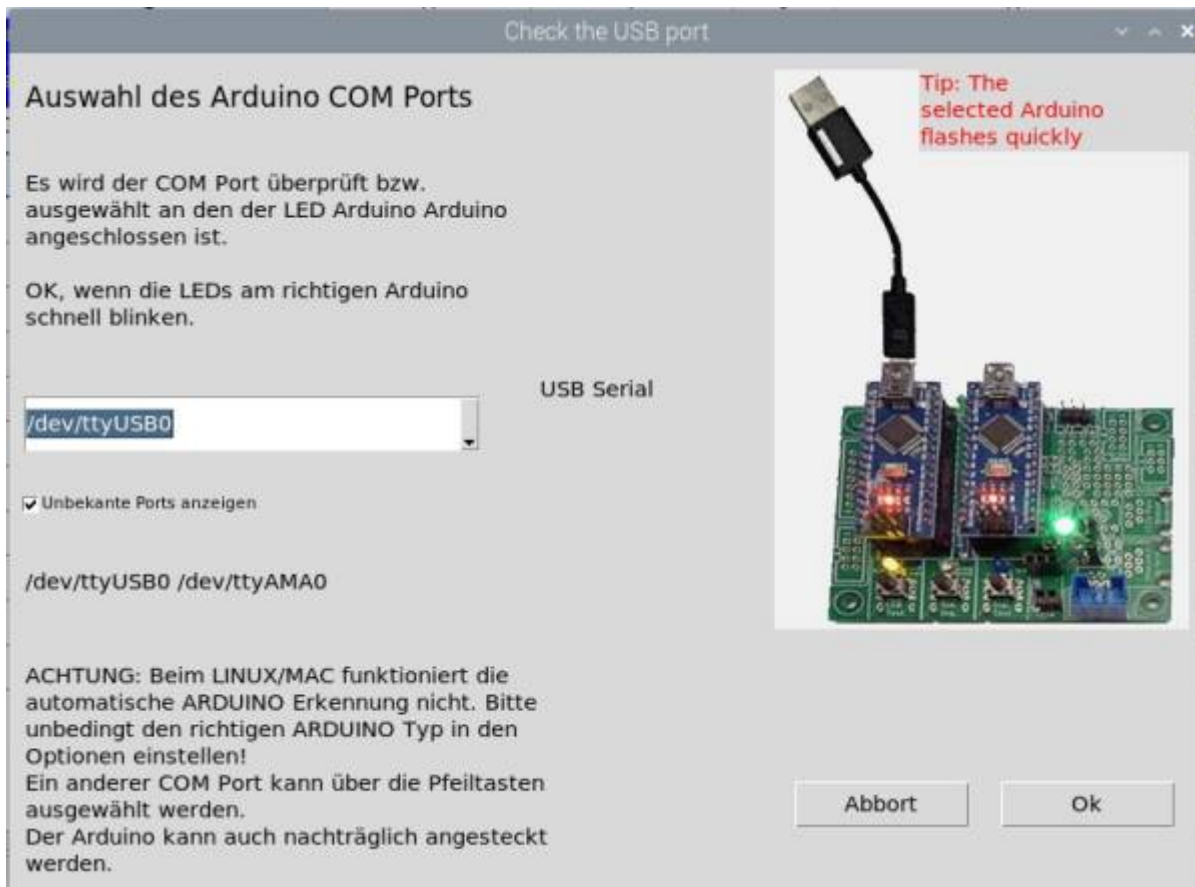 Check the USB port
Auswahl des Arduino COM Ports
Tip: The
selected Arduino
flashes quickly
Es wird der COM Port überprüft bzw.
ausgewählt an den der LED Arduino Arduino
angeschlossen ist.
OK, wenn die LEDs am richtigen Arduino
schnell blinken.
USB Serial
/dev/ttyUSB0
Unbekante Ports anzeigen
/dev/ttyUSB0 /dev/ttyAMA0
ACHTUNG: Beim LINUX/MAC funktioniert die
automatische ARDUINO Erkennung nicht. Bitte
unbedingt den richtigen ARDUINO Typ in den
Optionen einstellen!
Ein anderer COM Port kann über die Pfeiltasten
ausgewählt werden.
Der Arduino kann auch nachträglich angesteckt
werden.
Abbort
Ok